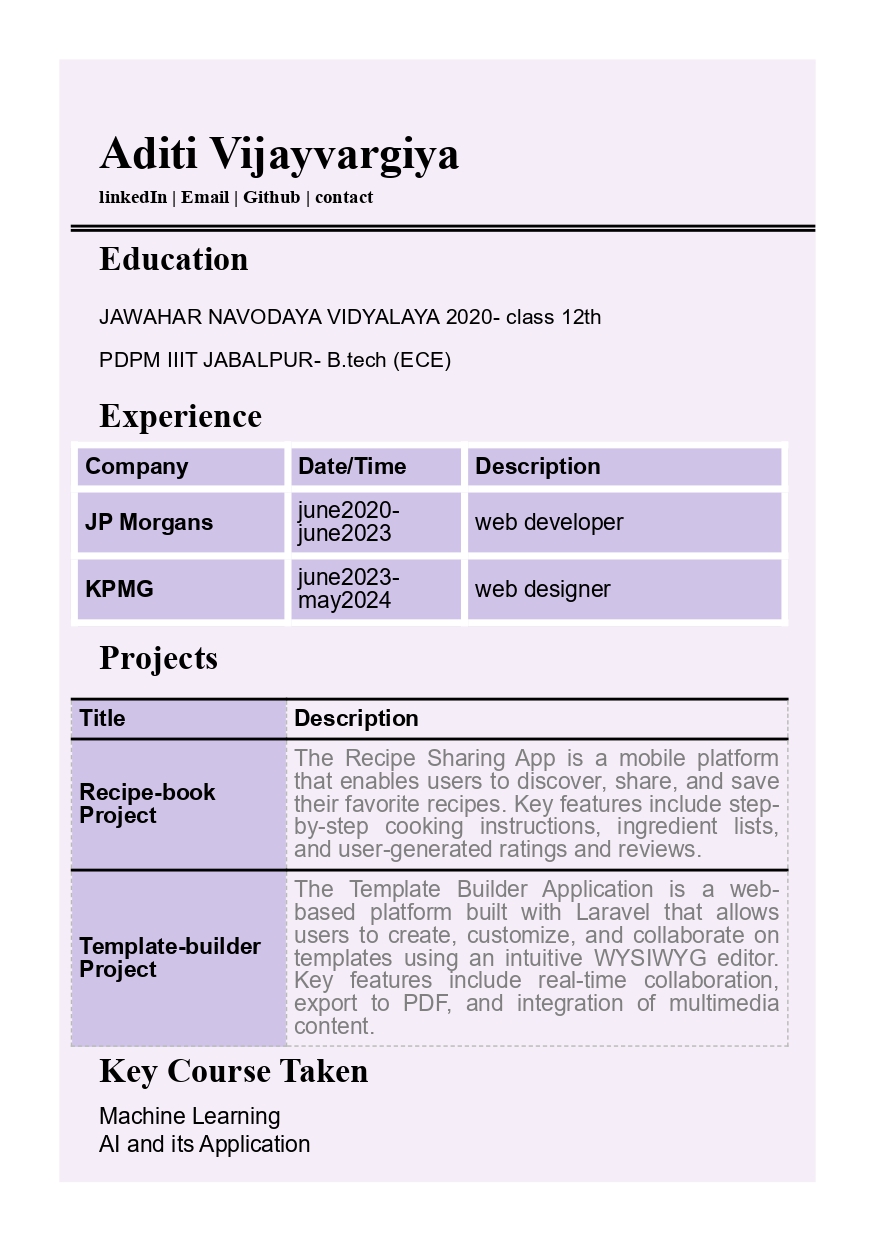 Aditi Vijayvargiya
linkedIn | Email | Github | contact
Education
JAWAHAR NAVODAYA VIDYALAYA 2020- class 12th
PDPM IIIT JABALPUR- B.tech (ECE)
Experience
Company Date/Time Description
JP Morgans june2020- web developer
june2023
KPMG june2023- web designer
may2024
Projects
Title Description
Recipe-book
Project
The Recipe Sharing App is a mobile platform
that enables users to discover, share, and save
their favorite recipes. Key features include step-
by-step cooking instructions, ingredient lists,
and user-generated ratings and reviews.
Template-builder
Project
The Template Builder Application is a web-
based platform built with Laravel that allows
users to create, customize, and collaborate on
templates using an intuitive WYSIWYG editor.
Key features include real-time collaboration,
export to PDF, and integration of multimedia
content.
Key Course Taken
Machine Learning
AI and its Application